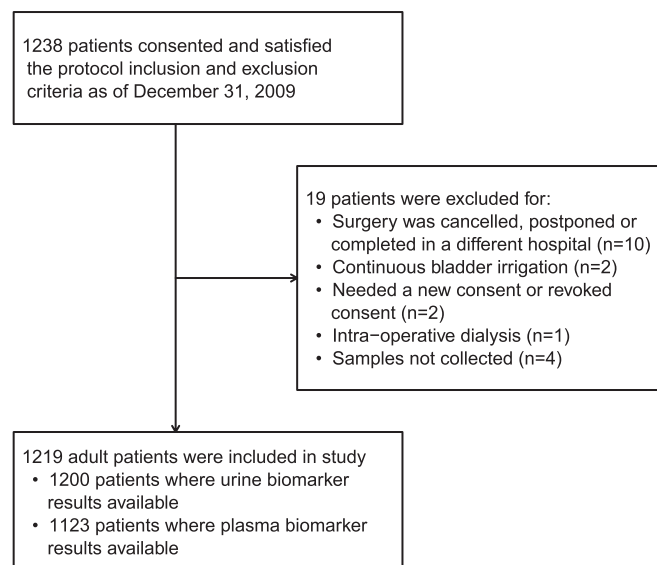 1238 patients consented and satisfied
the protocol inclusion and exclusion
criteria as of December 31, 2009
19 patients were excluded for:
• Surgery was cancelled, postponed or
completed in a different hospital (n=10)
• Continuous bladder irrigation (n=2)
• Needed a new consent or revoked
consent (n=2)
• Intra−operative dialysis (n=1)
• Samples not collected (n=4)
1219 adult patients were included in study
• 1200 patients where urine biomarker
results available
• 1123 patients where plasma biomarker
results available